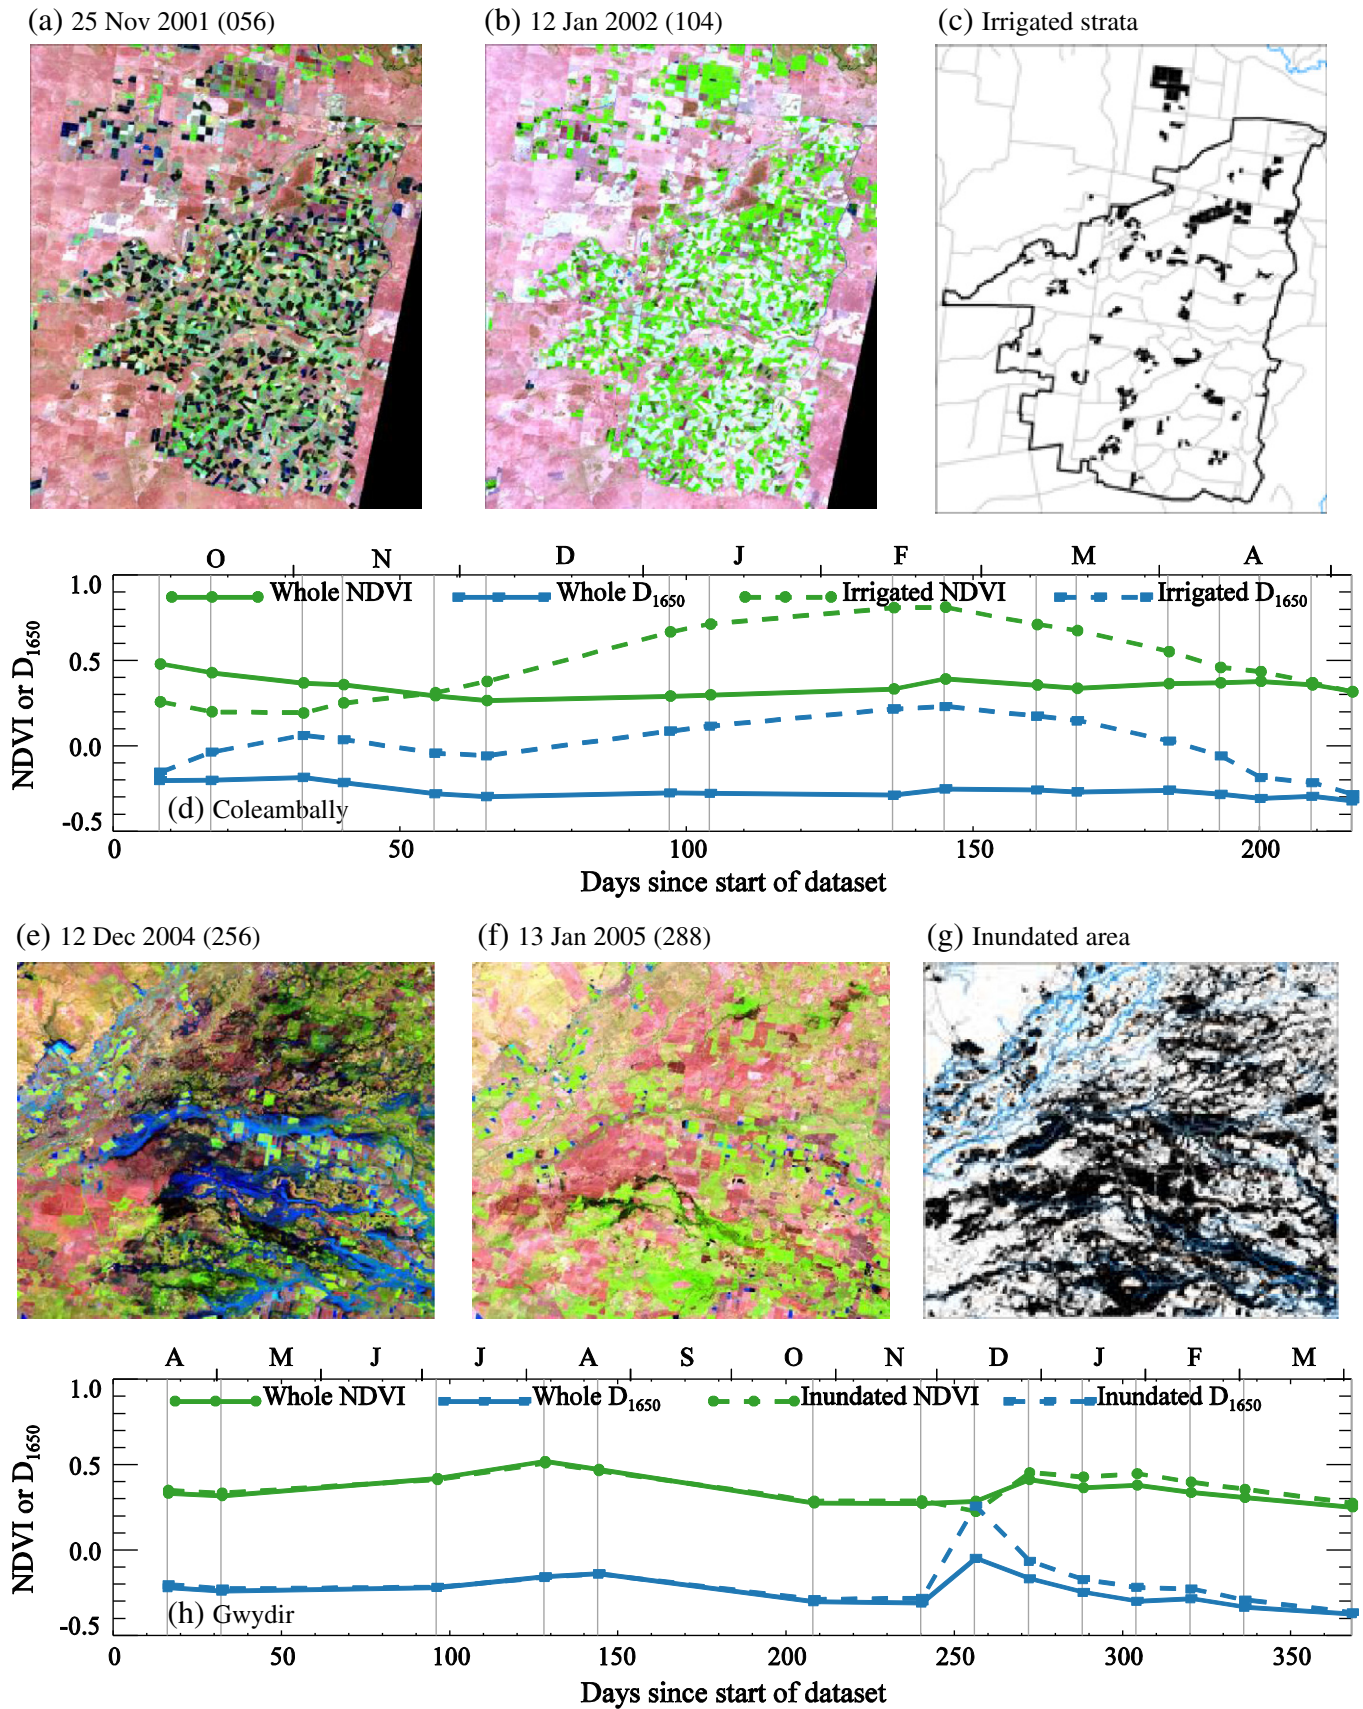 (a) 25 Nov 2001 (056)
(b) 12 Jan 2002 (104)
(c) Irrigated strata
O N D J F M A
Whole NDVI Whole D1650 Irrigated NDVI Irrigated D1650
1.0
0.5
0.0
-0.5
NDVI or D1650
(d) Coleambally
0 50 100 150 200
Days since start of dataset
(e) 12 Dec 2004 (256)
(f) 13 Jan 2005 (288)
(g) Inundated area
A M J J A S O N D J F M
Whole NDVI Whole D1650 Inundated NDVI Inundated D1650
1.0
0.5
0.0
-0.5
NDVI or D1650
(h) Gwydir
0 50 100 150 200 250 300 350
Days since start of dataset